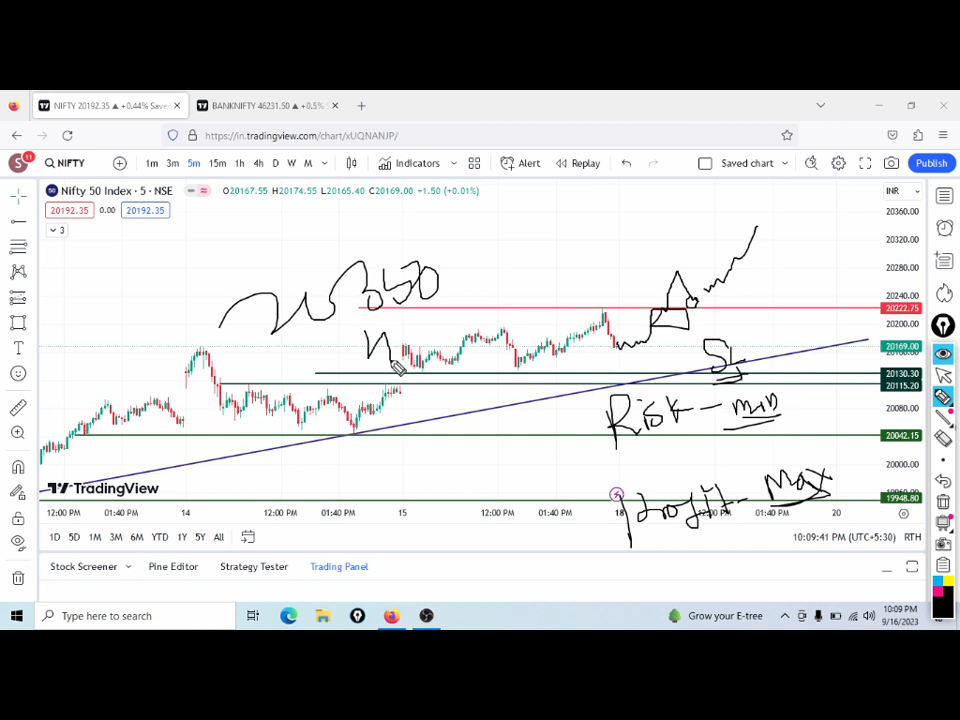 NIFTY 20192.35 ▲ +0.44% Save
BANKNIFTY 46231.50 ▲ +0.5%
https://in.tradingview.com/chart/xUQNANJP/
S 11 NIFTY 1m 3m 5m 15m 1h 4h D W M Indicators Alert Replay Saved chart Publish
50 Nifty 50 Index · 5 · NSE O20167.55 H20174.55 L20165.40 C20169.00 +1.50 (+0.01%) INR
20192.35 0.00 20192.35
3
20360.00
20320.00
20280.00
20240.00
20222.75
20200.00
20169.00
20130.30
20115.20
20080.00
20042.15
20000.00
19948.80
SL
Risk - min
Profit - Max
TradingView
12:00 PM 01:40 PM 14 12:00 PM 01:40 PM 15 12:00 PM 01:40 PM 18 12:00 PM 01:40 PM 20
1D 5D 1M 3M 6M YTD 1Y 5Y All 10:09:41 PM (UTC+5:30) RTH
Stock Screener Pine Editor Strategy Tester Trading Panel
Type here to search Grow your E-tree 10:09 PM
9/16/2023